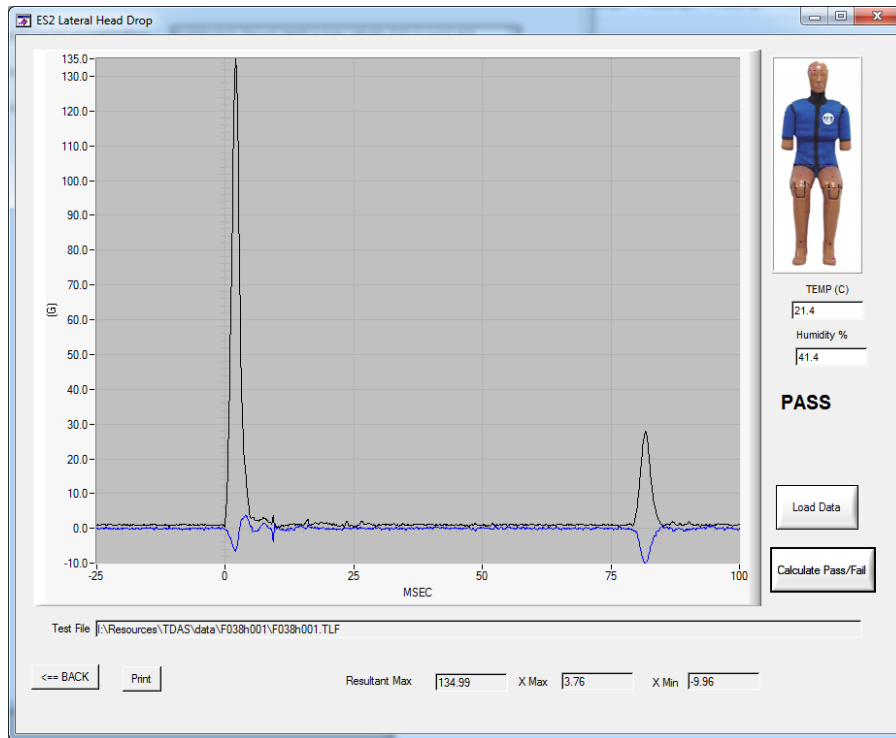 ES2 Lateral Head Drop
135.0
130.0
120.0
110.0
100.0
90.0
80.0
70.0
60.0
50.0
40.0
30.0
20.0
10.0
0.0
-10.0
(G)
-25 0 25 50 75 100
MSEC
TEMP (C)
21.4
Humidity %
41.4
PASS
Load Data
Calculate Pass/Fail
Test File I:\Resources\TDAS\data\F038h001\F038h001.TLF
<== BACK
Print
Resultant Max 134.99 X Max 3.76 X Min -9.96